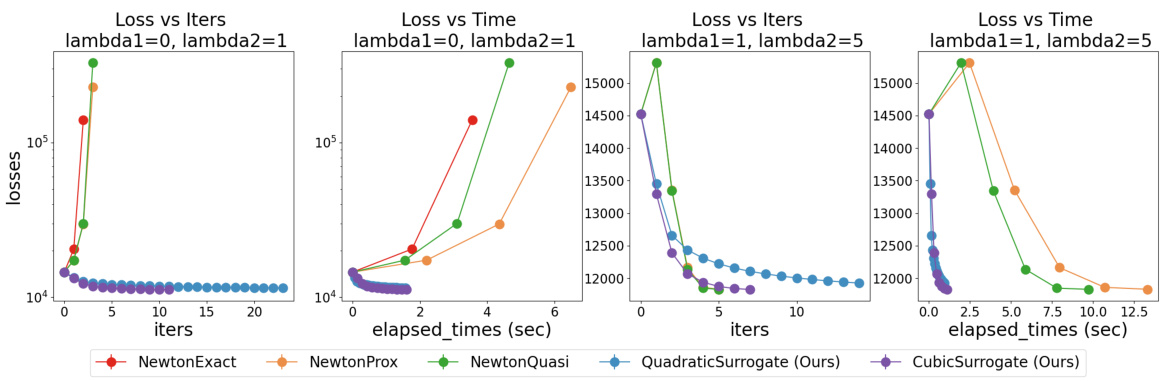 Loss vs Iters
lambda1=0, lambda2=1
Loss vs Time
lambda1=0, lambda2=1
Loss vs Iters
lambda1=1, lambda2=5
Loss vs Time
lambda1=1, lambda2=5
losses
10^5
10^4
0 5 10 15 20
iters
10^5
10^4
0 2 4 6
elapsed_times (sec)
15000
14500
14000
13500
13000
12500
12000
0 5 10
iters
15000
14500
14000
13500
13000
12500
12000
0.0 2.5 5.0 7.5 10.0 12.5
elapsed_times (sec)
NewtonExact NewtonProx NewtonQuasi QuadraticSurrogate (Ours) CubicSurrogate (Ours)